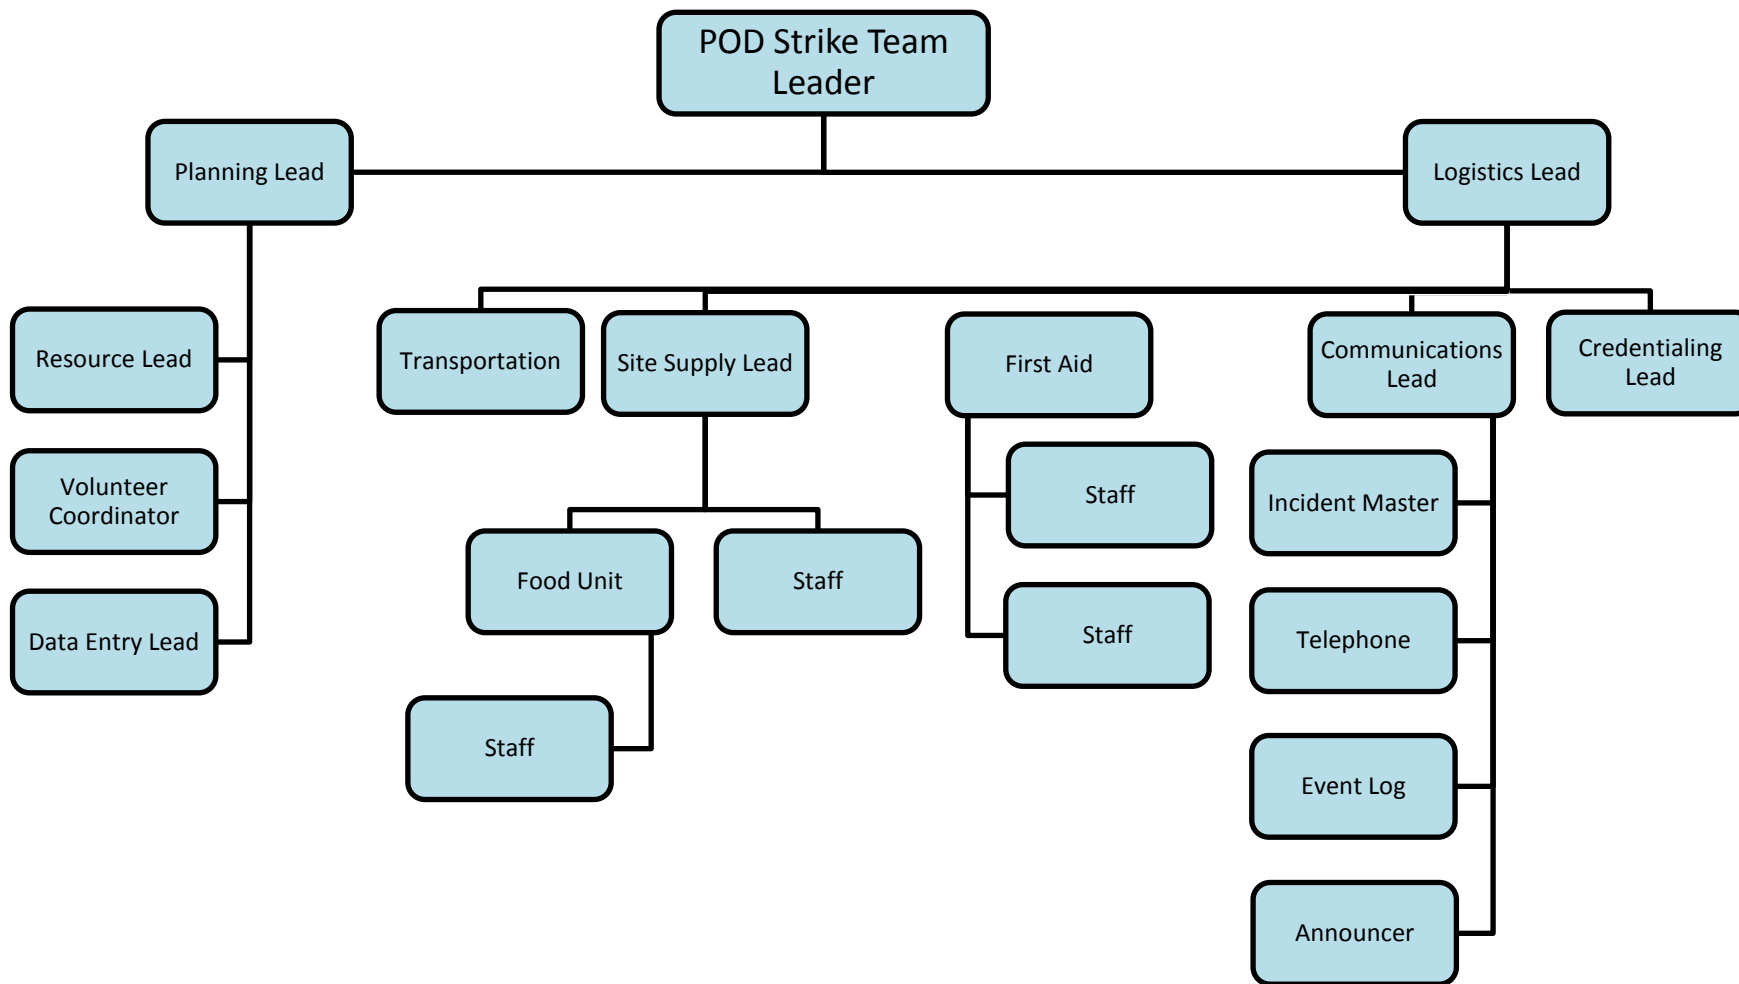 POD Strike Team
Leader
Planning Lead
Logistics Lead
Resource Lead
Transportation
Site Supply Lead
First Aid
Communications
Lead
Credentialing
Lead
Volunteer
Coordinator
Staff
Incident Master
Food Unit
Staff
Data Entry Lead
Staff
Telephone
Staff
Event Log
Announcer